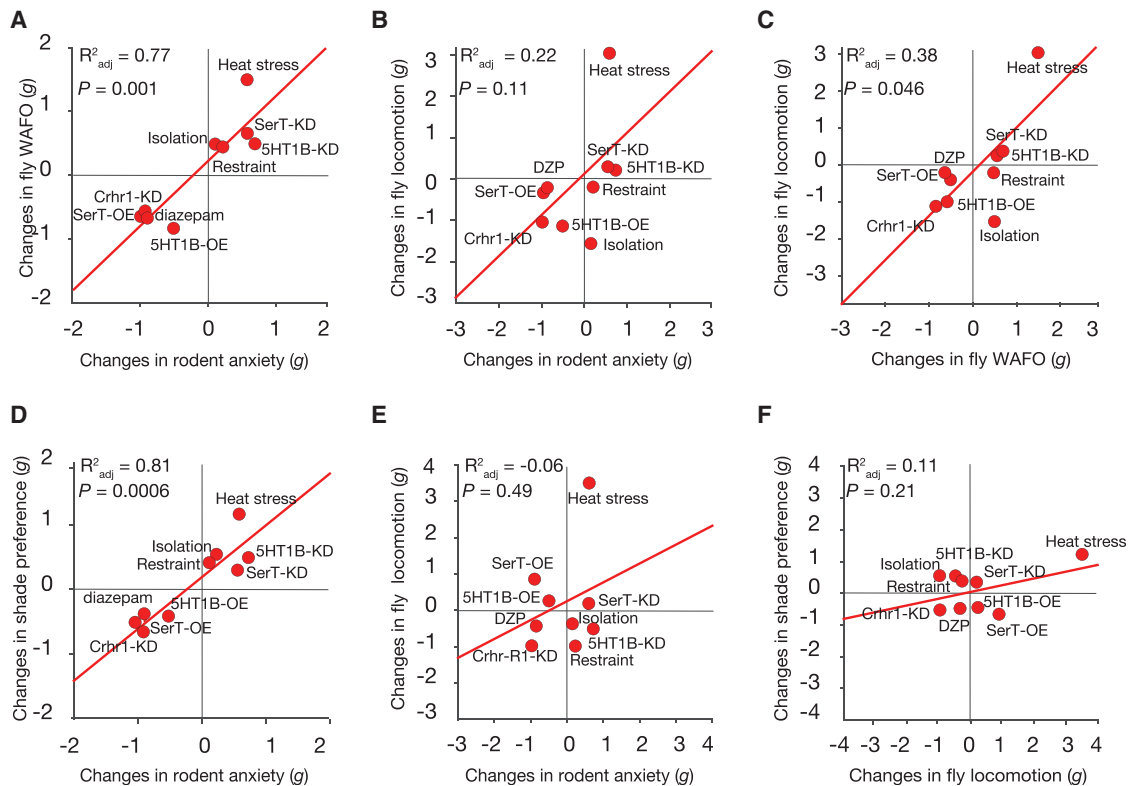 A
R²adj = 0.77
P = 0.001
Heat stress
SerT-KD
Isolation
5HT1B-KD
Restraint
Crhr1-KD
SerT-OE
diazepam
5HT1B-OE
Changes in fly WAFO (g)
2
1
0
-1
-2
-2
-1
0
1
2
Changes in rodent anxiety (g)
B
R²adj = 0.22
P = 0.11
Heat stress
SerT-KD
DZP
5HT1B-KD
SerT-OE
Restraint
5HT1B-OE
Crhr1-KD
Isolation
Changes in fly locomotion (g)
3
2
1
0
-1
-2
-3
-3
-2
-1
0
1
2
3
Changes in rodent anxiety (g)
C
R²adj = 0.38
P = 0.046
Heat stress
SerT-KD
DZP
5HT1B-KD
SerT-OE
Restraint
5HT1B-OE
Crhr1-KD
Isolation
Changes in fly locomotion (g)
3
2
1
0
-1
-2
-3
-3
-2
-1
0
1
2
3
Changes in fly WAFO (g)
D
R²adj = 0.81
P = 0.0006
Heat stress
Isolation
5HT1B-KD
Restraint
SerT-KD
diazepam
5HT1B-OE
SerT-OE
Crhr1-KD
Changes in shade preference (g)
2
1
0
-1
-2
-2
-1
0
1
2
Changes in rodent anxiety (g)
E
R²adj = -0.06
P = 0.49
Heat stress
SerT-OE
5HT1B-OE
SerT-KD
DZP
Isolation
5HT1B-KD
Crhr-R1-KD
Restraint
Changes in fly locomotion (g)
4
3
2
1
0
-1
-2
-3
-3
-2
-1
0
1
2
3
4
Changes in rodent anxiety (g)
F
R²adj = 0.11
P = 0.21
Heat stress
5HT1B-KD
Isolation
SerT-KD
Restraint
Crhr1-KD
5HT1B-OE
DZP
SerT-OE
Changes in shade preference (g)
4
3
2
1
0
-1
-2
-3
-4
-4
-3
-2
-1
0
1
2
3
4
Changes in fly locomotion (g)